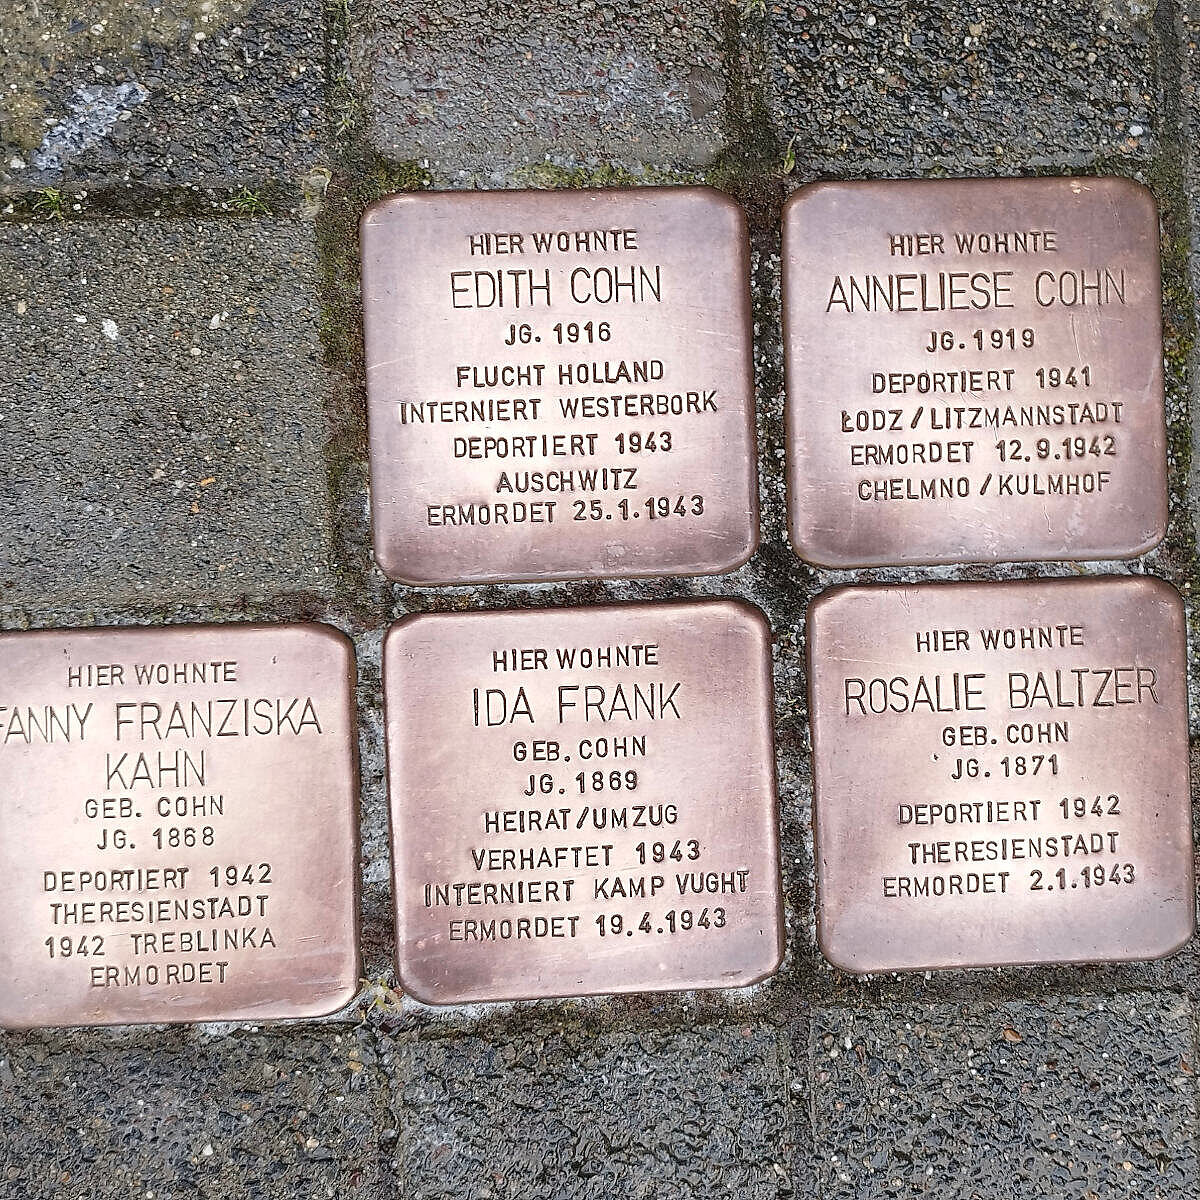 HIER WOHNTE
EDITH COHN
JG. 1916
FLUCHT HOLLAND
INTERNIERT WESTERBORK
DEPORTIERT 1943
AUSCHWITZ
ERMORDET 25.1.1943
HIER WOHNTE
ANNELIESE COHN
JG. 1919
DEPORTIERT 1941
ŁODZ / LITZMANNSTADT
ERMORDET 12.9.1942
CHELMNO / KULMHOF
HIER WOHNTE
FANNY FRANZISKA
KAHN
GEB. COHN
JG. 1868
DEPORTIERT 1942
THERESIENSTADT
1942 TREBLINKA
ERMORDET
HIER WOHNTE
IDA FRANK
GEB. COHN
JG. 1869
HEIRAT/UMZUG
VERHAFTET 1943
INTERNIERT KAMP VUGHT
ERMORDET 19.4.1943
HIER WOHNTE
ROSALIE BALTZER
GEB. COHN
JG. 1871
DEPORTIERT 1942
THERESIENSTADT
ERMORDET 2.1.1943